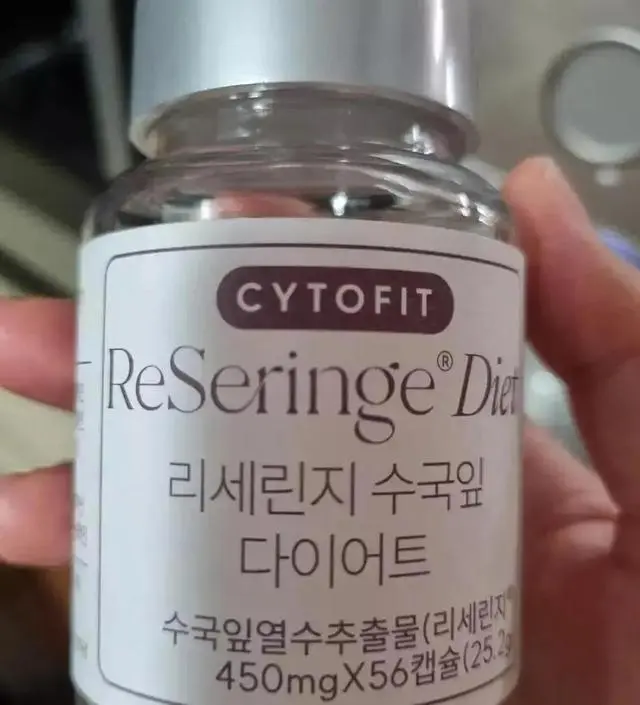 CYTOFIT
ReSeringe® Diet
리세린지 수국잎
다이어트
수국잎열수추출물(리세린지
450mgX56캡슐(25.2g